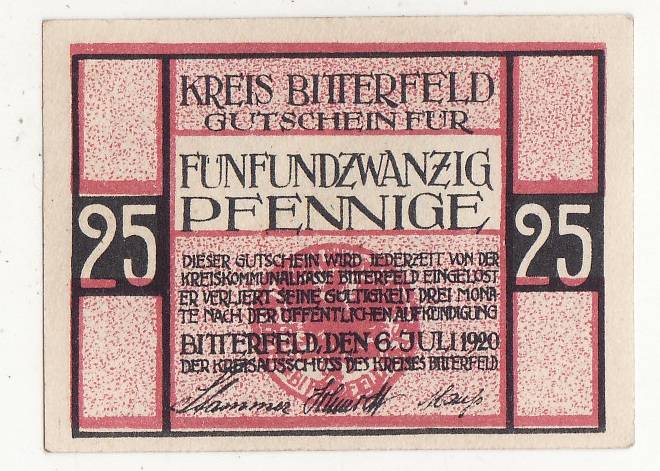 KREIS BITTERFELD
GUTSCHEIN FÜR
FÜNFUNDZWANZIG
PFENNIGE
25
25
DIESER GUTSCHEIN WIRD JEDERZEIT VON DER
KREISKOMMUNALKASSE BITTERFELD EINGELÖST
ER VERLIERT SEINE GÜLTIGKEIT DREI MONA-
TE NACH DER ÖFFENTLICHEN AUFKÜNDIGUNG
BITTERFELD, DEN 6. JULI 1920
DER KREISAUSSCHUSS DES KREISES BITTERFELD.